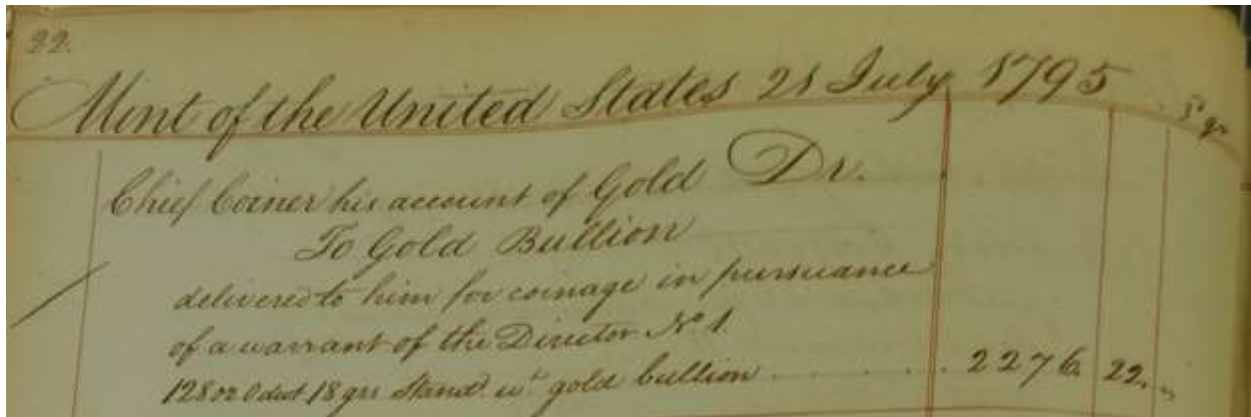 22.
Mint of the United States 21 July 1795
Chief Coiner his account of Gold Dr.
To Gold Bullion
delivered to him for coinage in pursuance
of a warrant of the Director No 1.
128 oz 0 dwt 18 grs Stand. wt. gold bullion . . . . . . . 2276. 22.